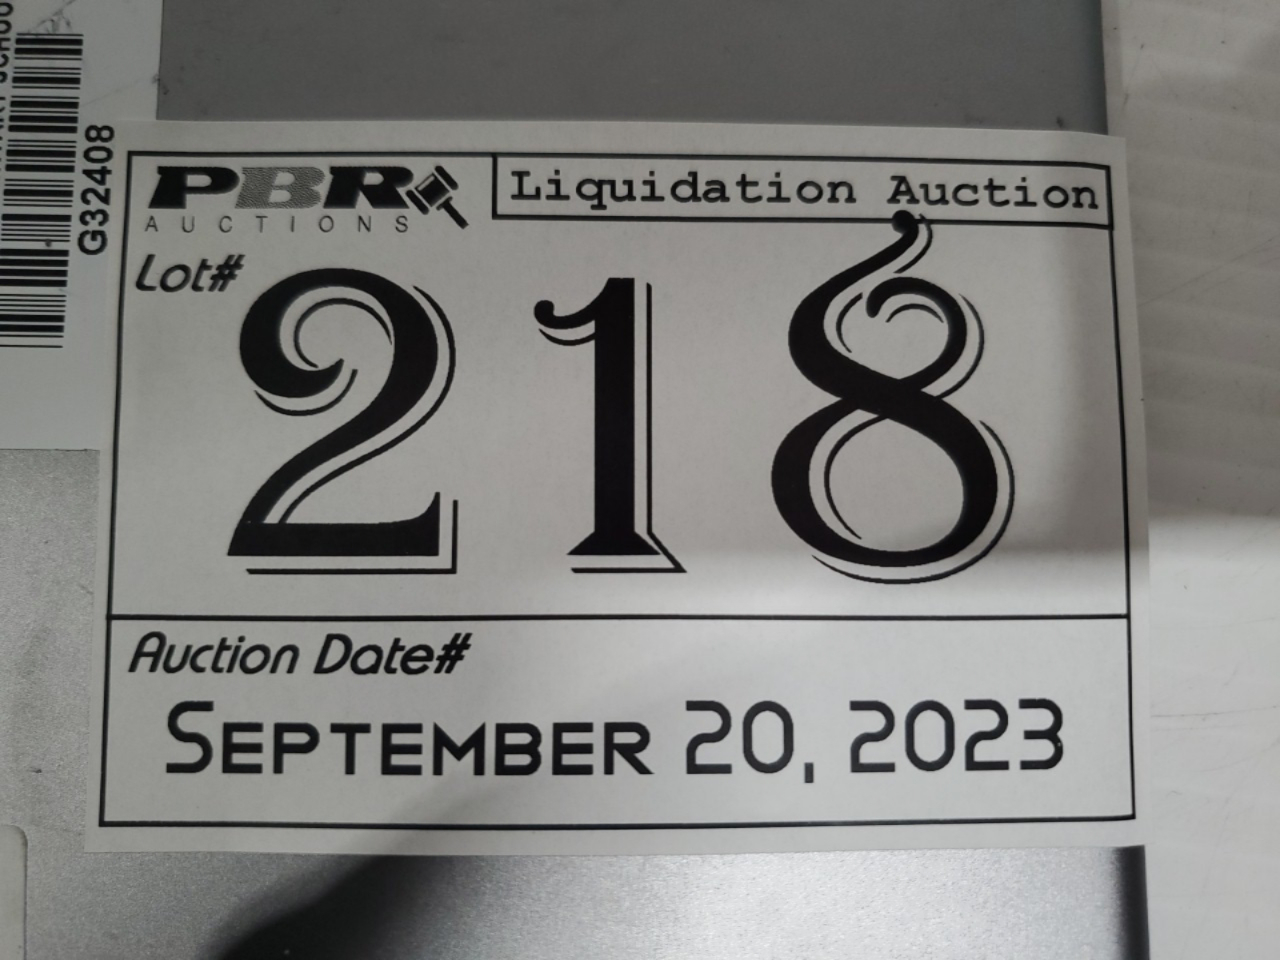 G32408
PBR
AUCTIONS
Liquidation Auction
Lot#
218
Auction Date#
SEPTEMBER 20, 2023